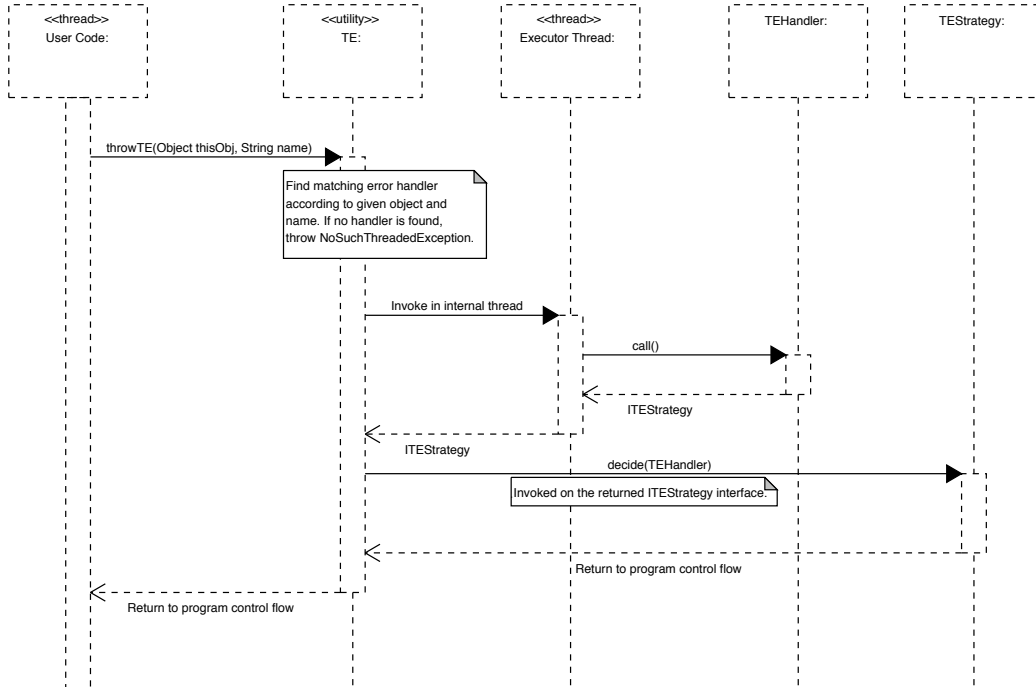 <<thread>>
User Code:
<<utility>>
TE:
<<thread>>
Executor Thread:
TEHandler:
TEStrategy:
throwTE(Object thisObj, String name)
Find matching error handler
according to given object and
name. If no handler is found,
throw NoSuchThreadedException.
Invoke in internal thread
call()
ITEStrategy
ITEStrategy
decide(TEHandler)
Invoked on the returned ITEStrategy interface.
Return to program control flow
Return to program control flow